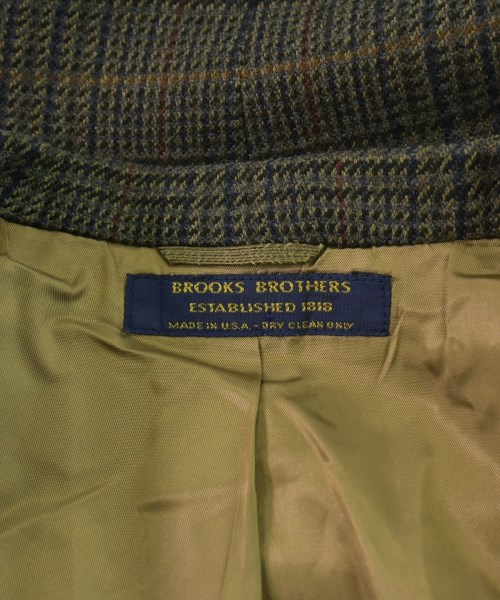 BROOKS BROTHERS
ESTABLISHED 1818
MADE IN U.S.A. - DRY CLEAN ONLY